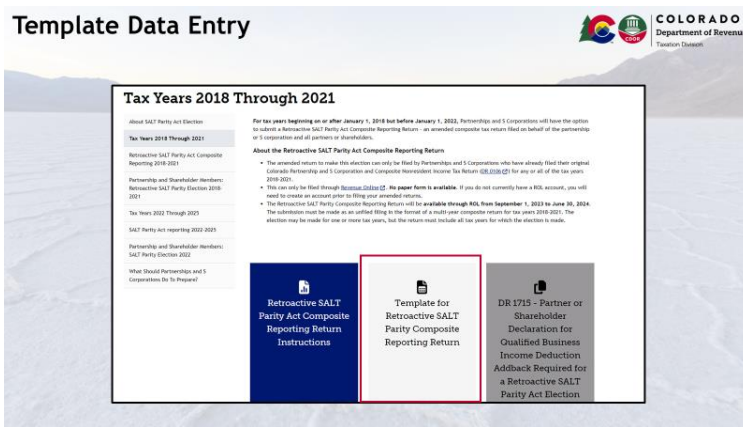 Template Data Entry
CDOR
COLORADO
Department of Revenu
Taxation Division
Tax Years 2018 Through 2021
About SALT Parity Act Election
Tax Years 2018 Through 2021
Retroactive SALT Parity Act Composite
Reporting 2018-2021
Partnership and Shareholder Members:
Retroactive SALT Parity Election 2018-
2021
Tax Years 2022 Through 2025
SALT Parity Act reporting 2022-2025
Partnership and Shareholder Members:
SALT Parity Election 2022
What Should Partnerships and S
Corporations Do To Prepare?
For tax years beginning on or after January 1, 2018 but before January 1, 2022, Partnerships and S Corporations will have the option
to submit a Retroactive SALT Parity Act Composite Reporting Return - an amended composite tax return filed on behalf of the partnership
or S corporation and all partners or shareholders.
About the Retroactive SALT Parity Act Composite Reporting Return
• The amended return to make this election can only be filed by Partnerships and S Corporations who have already filed their original
Colorado Partnership and S Corporation and Composite Nonresident Income Tax Return (DR 0106) for any or all of the tax years
2018-2021.
• This can only be filed through Revenue Online. No paper form is available. If you do not currently have a ROL account, you will
need to create an account prior to filing your amended returns.
• The Retroactive SALT Parity Composite Reporting Return will be available through ROL from September 1, 2023 to June 30, 2024.
The submission must be made as an unified filing in the format of a multi-year composite return for tax years 2018-2021. The
election may be made for one or more tax years, but the return must include all tax years for which the election is made.
Retroactive SALT
Parity Act Composite
Reporting Return
Instructions
Template for
Retroactive SALT
Parity Composite
Reporting Return
DR 1715 - Partner or
Shareholder
Declaration for
Qualified Business
Income Deduction
Addback Required for
a Retroactive SALT
Parity Act Election